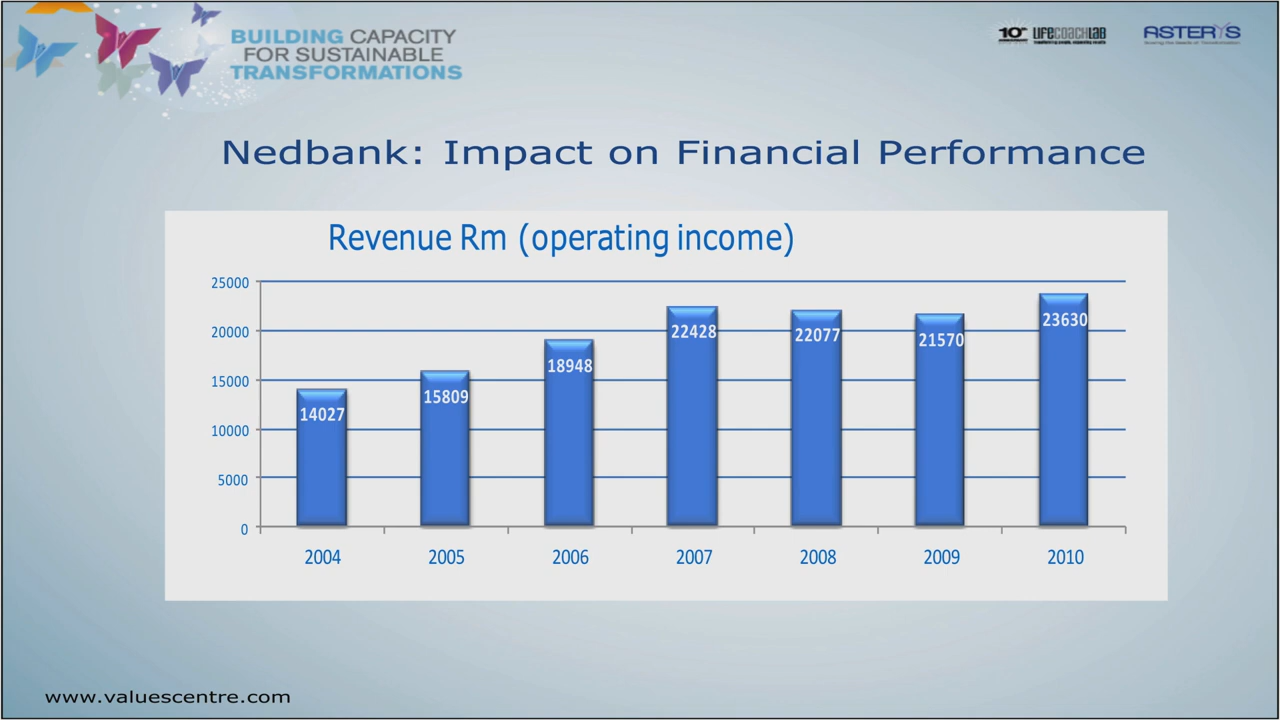 BUILDING CAPACITY
FOR SUSTAINABLE
TRANSFORMATIONS
10
LIFECOACHLAB
ASTERYS
Nedbank: Impact on Financial Performance
Revenue Rm (operating income)
25000
20000
15000
10000
5000
0
14027
15809
18948
22428
22077
21570
23630
2004
2005
2006
2007
2008
2009
2010
www.valuescentre.com